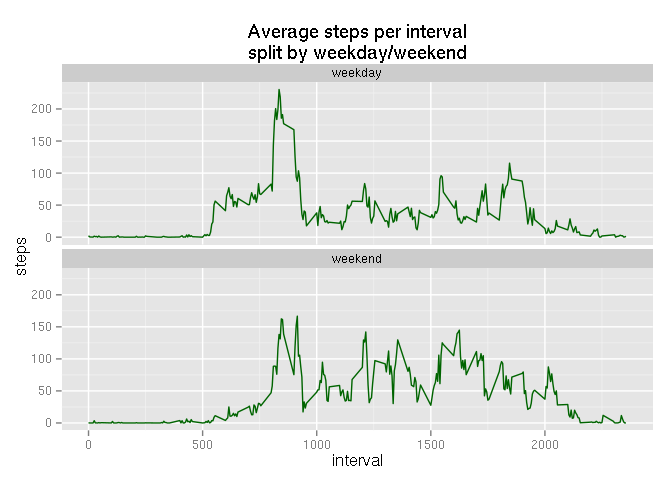 Average steps per interval
split by weekday/weekend
weekday
200
150
100
50
0
steps
weekend
200
150
100
50
0
0 500 1000 1500 2000
interval